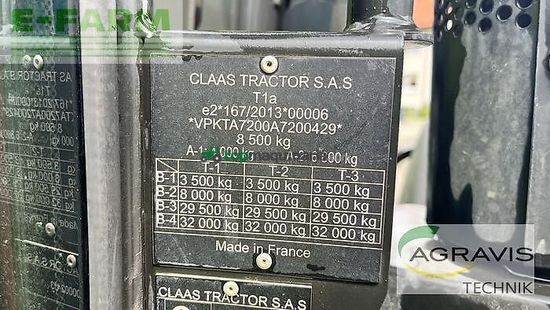 E-FARM
CLAAS TRACTOR S.A.S
T1a
e2*167/2013*00006
*VPKTA7200A7200429*
8 500 kg
T-1 T-2 T-3
B-1 3 500 kg 3 500 kg 3 500 kg
B-2 8 000 kg 8 000 kg 8 000 kg
B-3 29 500 kg 29 500 kg 29 500 kg
B-4 32 000 kg 32 000 kg 32 000 kg
Made in France
CLAAS TRACTOR S.A.S
AGRAVIS
TECHNIK